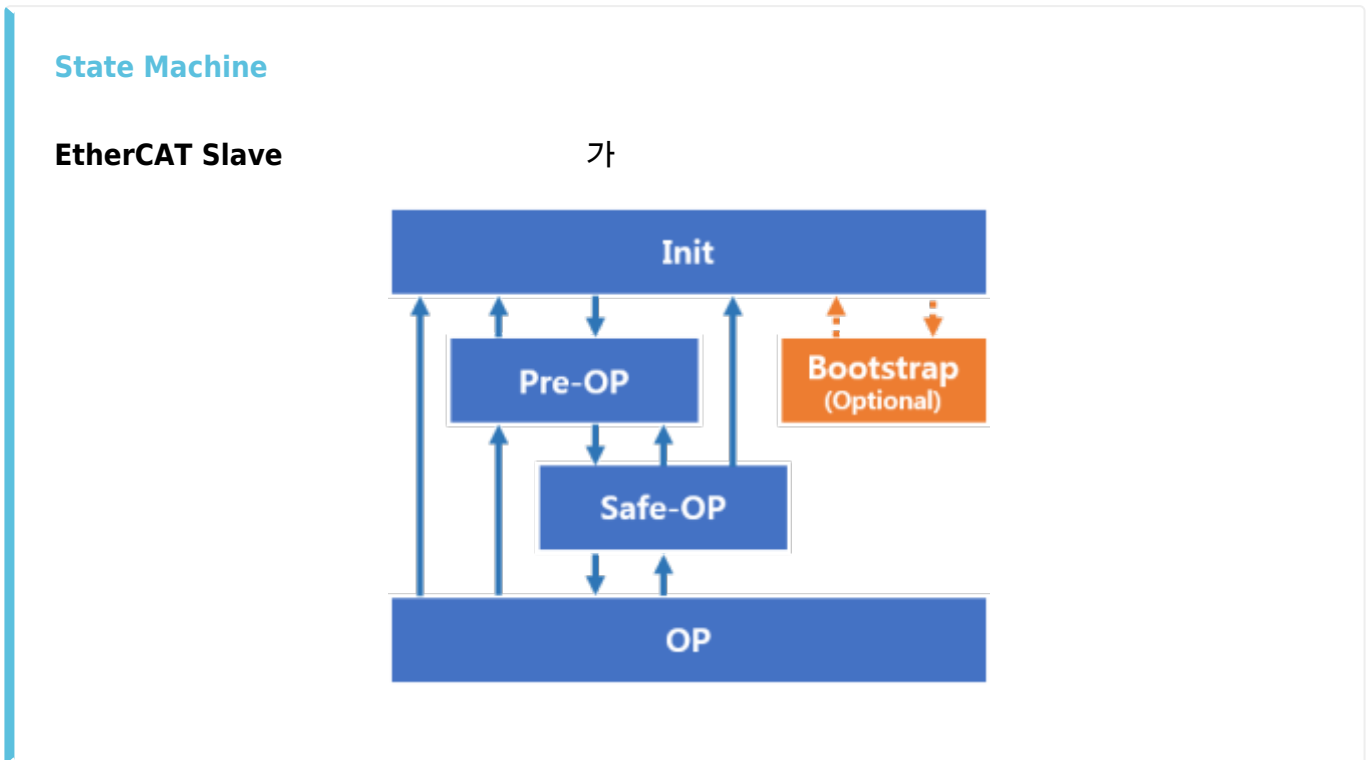 State Machine
EtherCAT Slave 가
Init
Pre-OP
Bootstrap
(Optional)
Safe-OP
OP